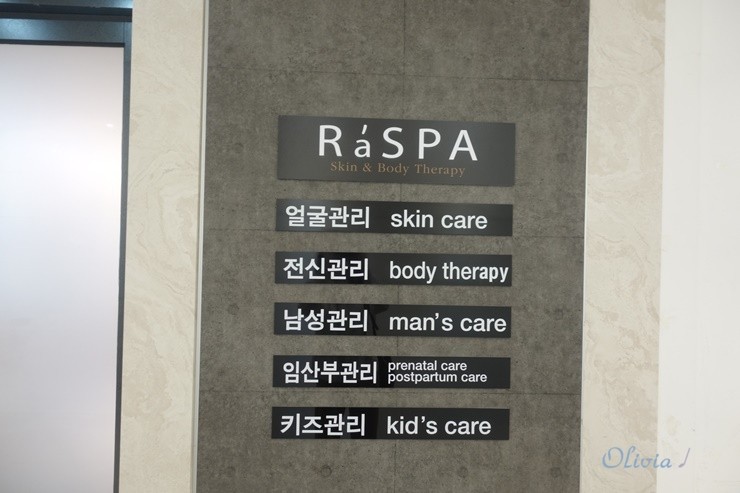 RáSPA
Skin & Body Therapy
얼굴관리 skin care
전신관리 body therapy
남성관리 man's care
임산부관리 prenatal care
postpartum care
키즈관리 kid's care
Olivia♩